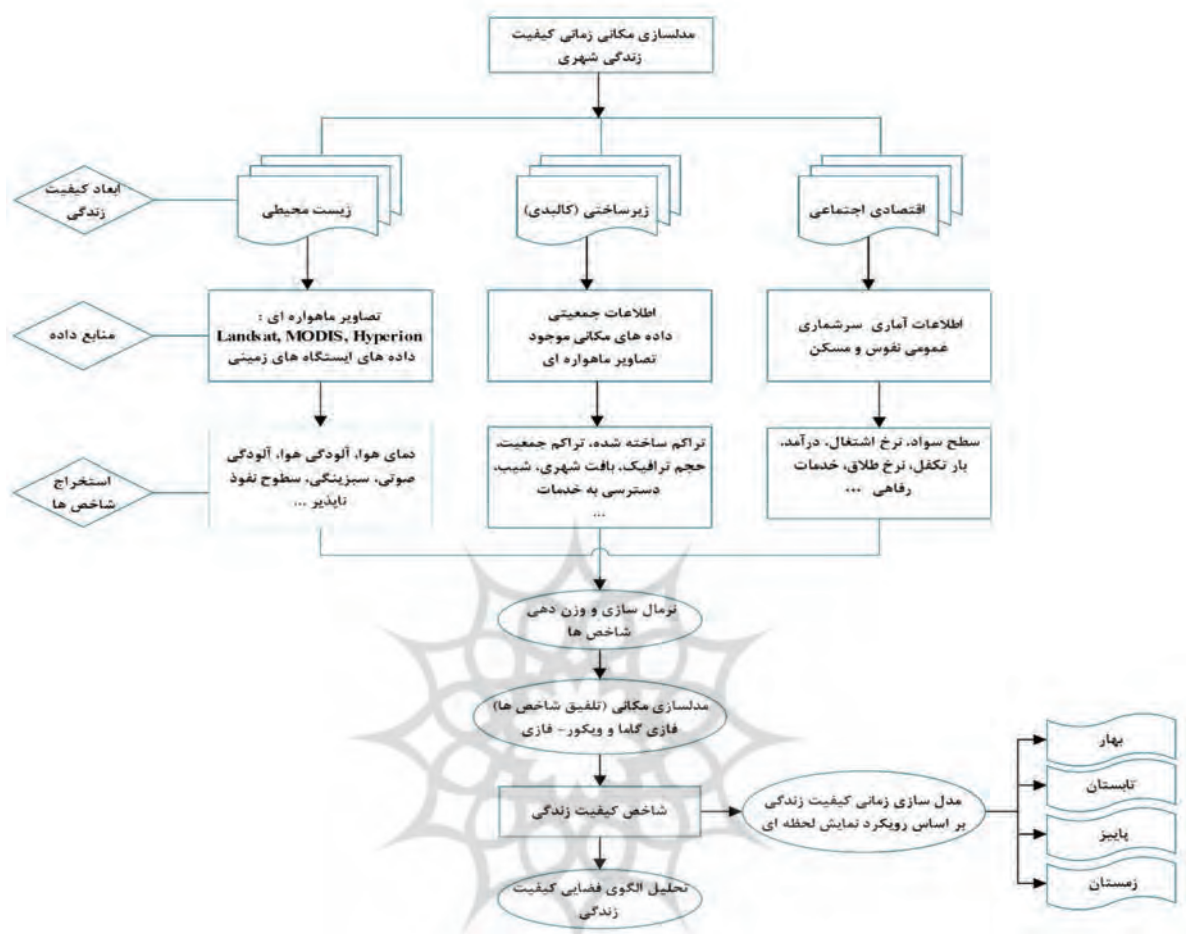 مدلسازی مکانی زمانی کیفیت
زندگی شهری
ابعاد کیفیت
زندگی
زیست محیطی
زیرساختی (کالبدی)
اقتصادی اجتماعی
منابع داده
تصاویر ماهواره ای :
Landsat, MODIS, Hyperion
داده های ایستگاه های زمینی
اطلاعات جمعیتی
داده های مکانی موجود
تصاویر ماهواره ای
اطلاعات آماری سرشماری
عمومی نفوس و مسکن
استخراج
شاخص ها
دمای هوا، آلودگی هوا، آلودگی
صوتی، سبزینگی، سطوح نفوذ
ناپذیر ...
تراکم ساخته شده، تراکم جمعیت،
حجم ترافیک، بافت شهری، شیب،
دسترسی به خدمات
...
سطح سواد، نرخ اشتغال، درآمد،
بار تکفل، نرخ طلاق، خدمات
رفاهی ...
نرمال سازی و وزن دهی
شاخص ها
مدلسازی مکانی (تلفیق شاخص ها)
فازی گاما و ویکور- فازی
شاخص کیفیت زندگی
مدل سازی زمانی کیفیت زندگی
بر اساس رویکرد نمایش لحظه ای
بهار
تابستان
پاییز
زمستان
تحلیل الگوی فضایی کیفیت
زندگی